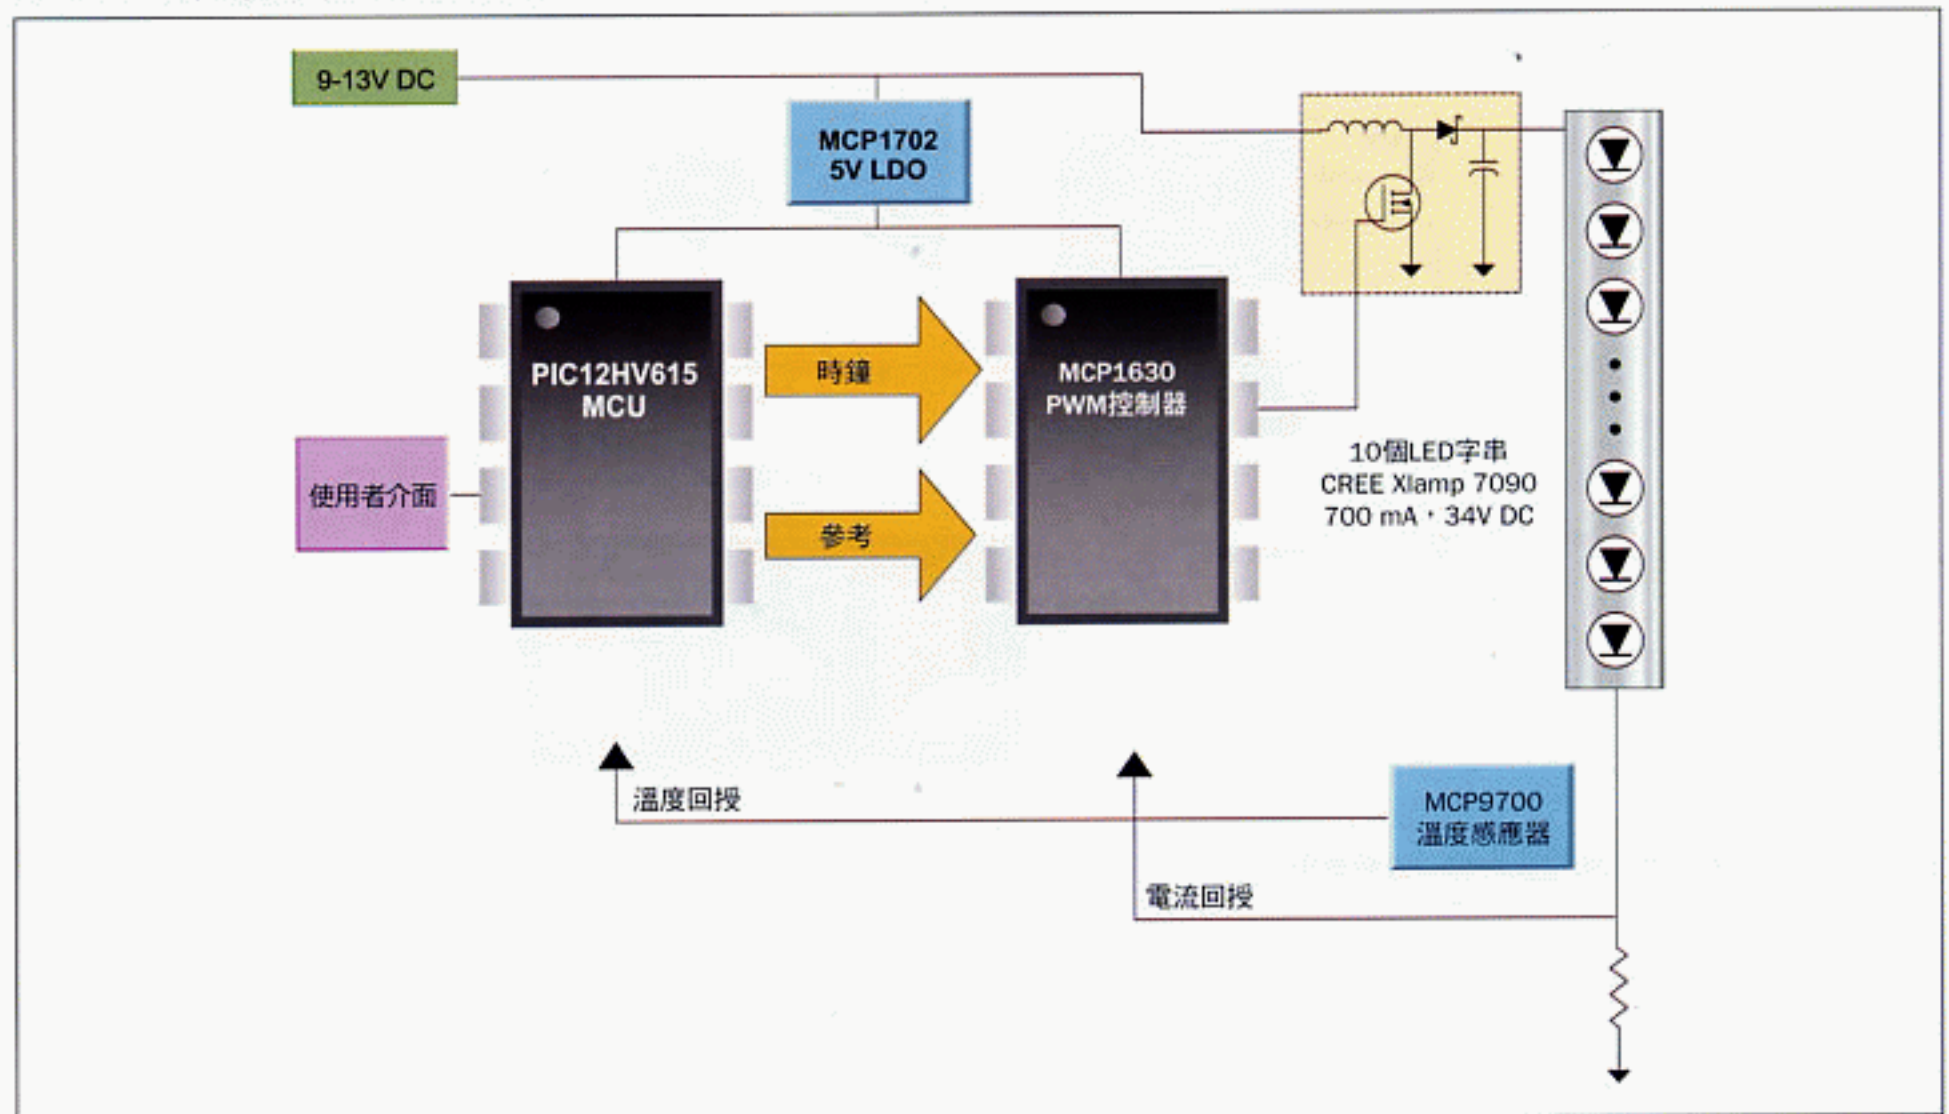 9-13V DC
MCP1702
5V LDO
PIC12HV615
MCU
時鐘
MCP1630
PWM控制器
使用者介面
參考
10個LED字串
CREE Xlamp 7090
700 mA，34V DC
溫度回授
MCP9700
溫度感應器
電流回授